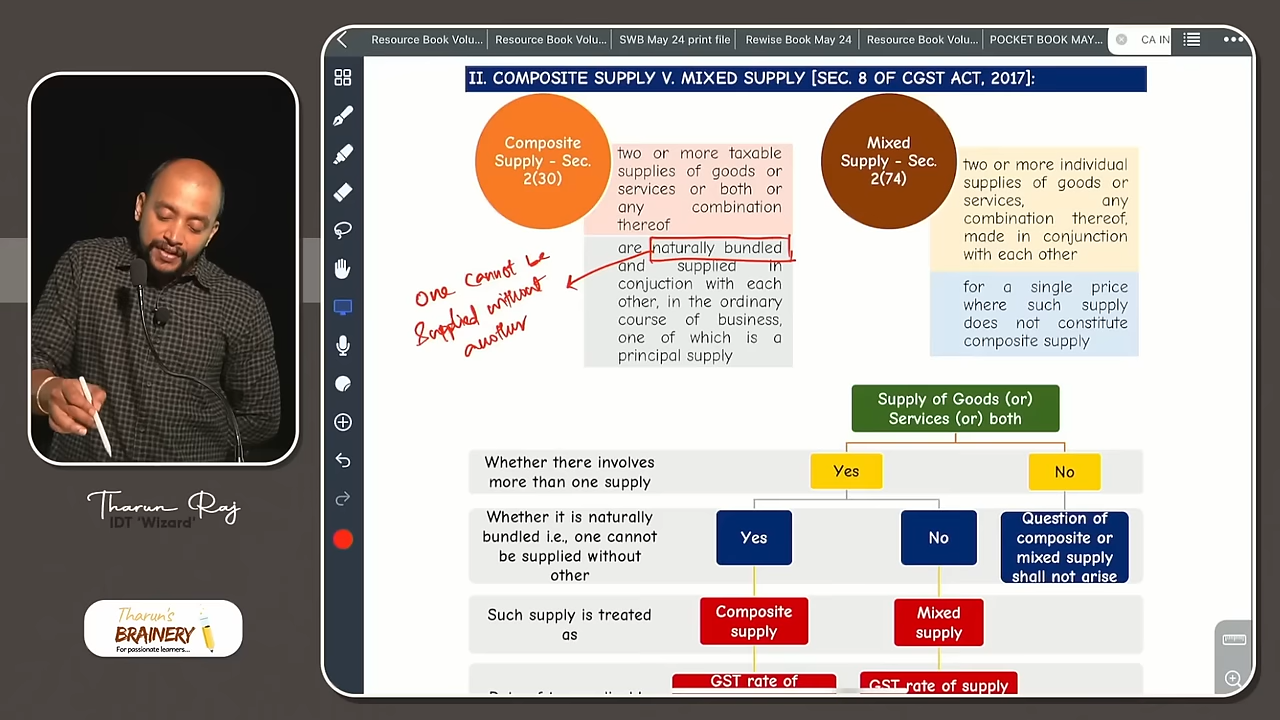 Resource Book Volu...
Resource Book Volu...
SWB May 24 print file
Rewise Book May 24
Resource Book Volu...
POCKET BOOK MAY...
CA IN
II. COMPOSITE SUPPLY V. MIXED SUPPLY [SEC. 8 OF CGST ACT, 2017]:
Composite
Supply - Sec.
2(30)
two or more taxable
supplies of goods or
services or both or
any combination
thereof
are naturally bundled
and supplied in
conjuction with each
other, in the ordinary
course of business,
one of which is a
principal supply
One cannot be
Supplied without
another
Mixed
Supply - Sec.
2(74)
two or more individual
supplies of goods or
services, any
combination thereof,
made in conjunction
with each other
for a single price
where such supply
does not constitute
composite supply
Supply of Goods (or)
Services (or) both
Whether there involves
more than one supply
Yes
No
Whether it is naturally
bundled i.e., one cannot
be supplied without
other
Yes
No
Question of
composite or
mixed supply
shall not arise
Such supply is treated
as
Composite
supply
Mixed
supply
GST rate of
GST rate of supply
Tharun Raj
IDT 'Wizard'
Tharun's
BRAINERY
For passionate learners...